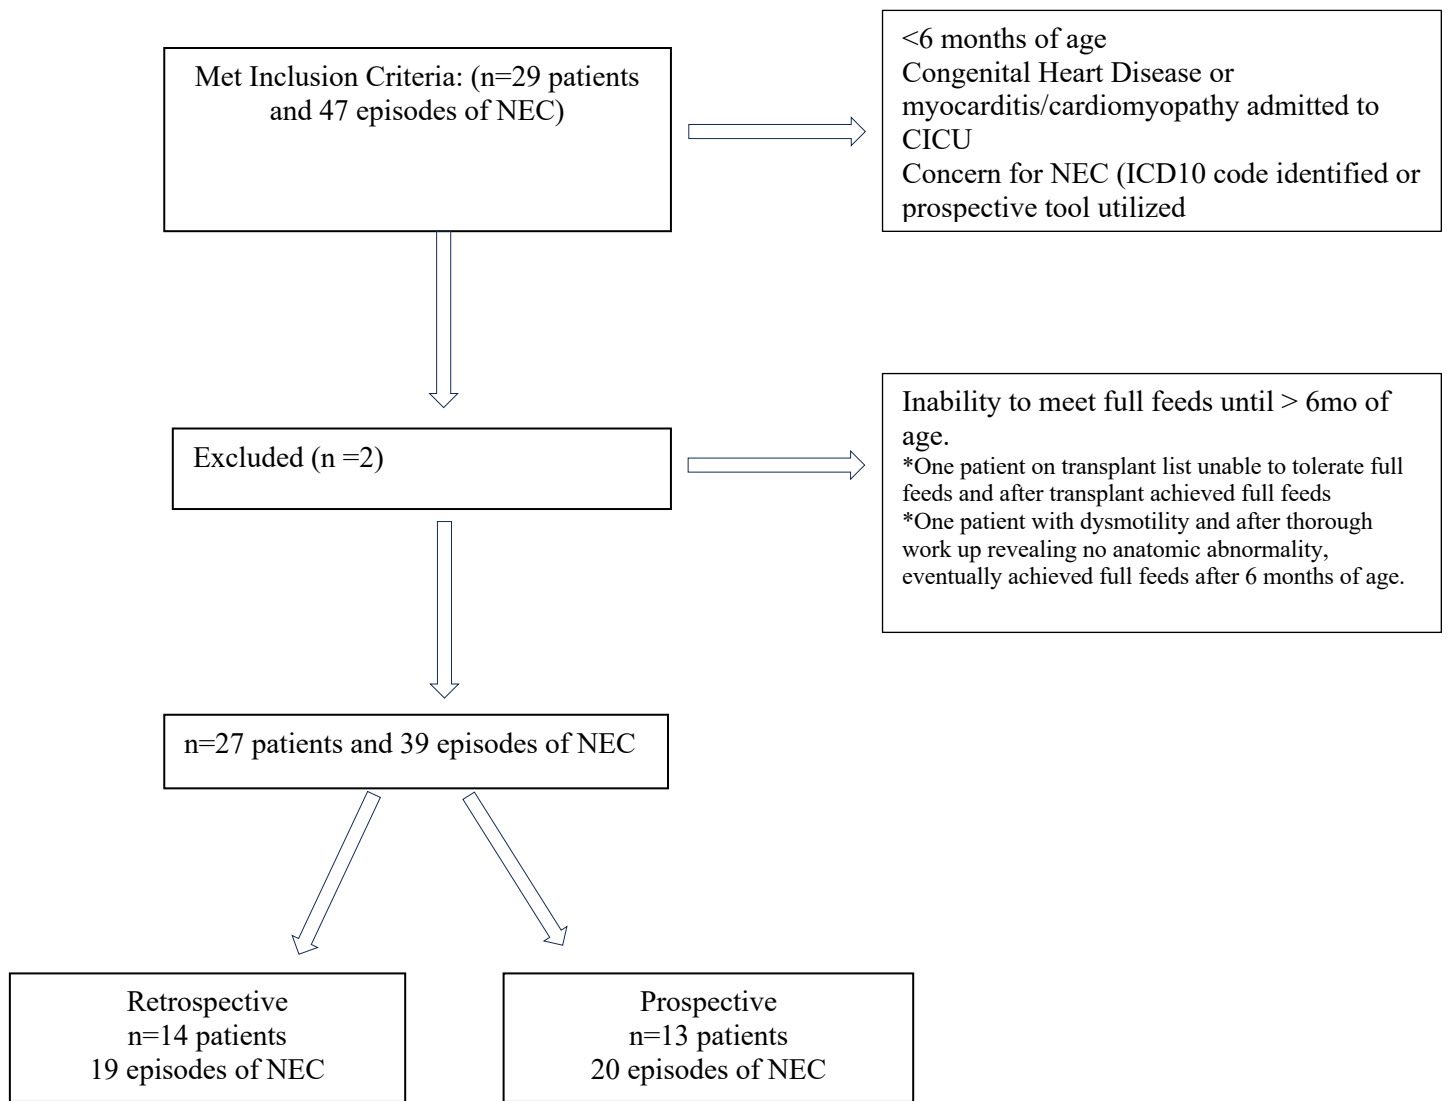 Met Inclusion Criteria: (n=29 patients
and 47 episodes of NEC)
<6 months of age
Congenital Heart Disease or
myocarditis/cardiomyopathy admitted to
CICU
Concern for NEC (ICD10 code identified or
prospective tool utilized
Excluded (n =2)
Inability to meet full feeds until > 6mo of
age.
*One patient on transplant list unable to tolerate full
feeds and after transplant achieved full feeds
*One patient with dysmotility and after thorough
work up revealing no anatomic abnormality,
eventually achieved full feeds after 6 months of age.
n=27 patients and 39 episodes of NEC
Retrospective
n=14 patients
19 episodes of NEC
Prospective
n=13 patients
20 episodes of NEC